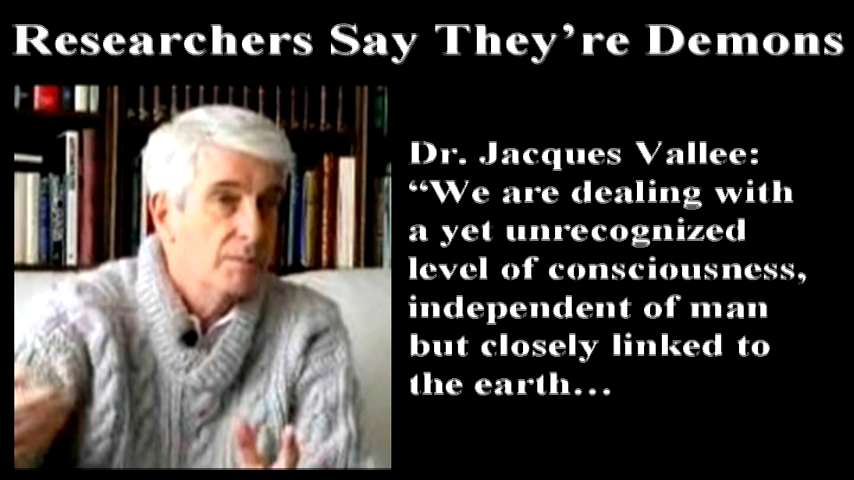 Researchers Say They’re Demons
Dr. Jacques Vallee:
“We are dealing with
a yet unrecognized
level of consciousness,
independent of man
but closely linked to
the earth...